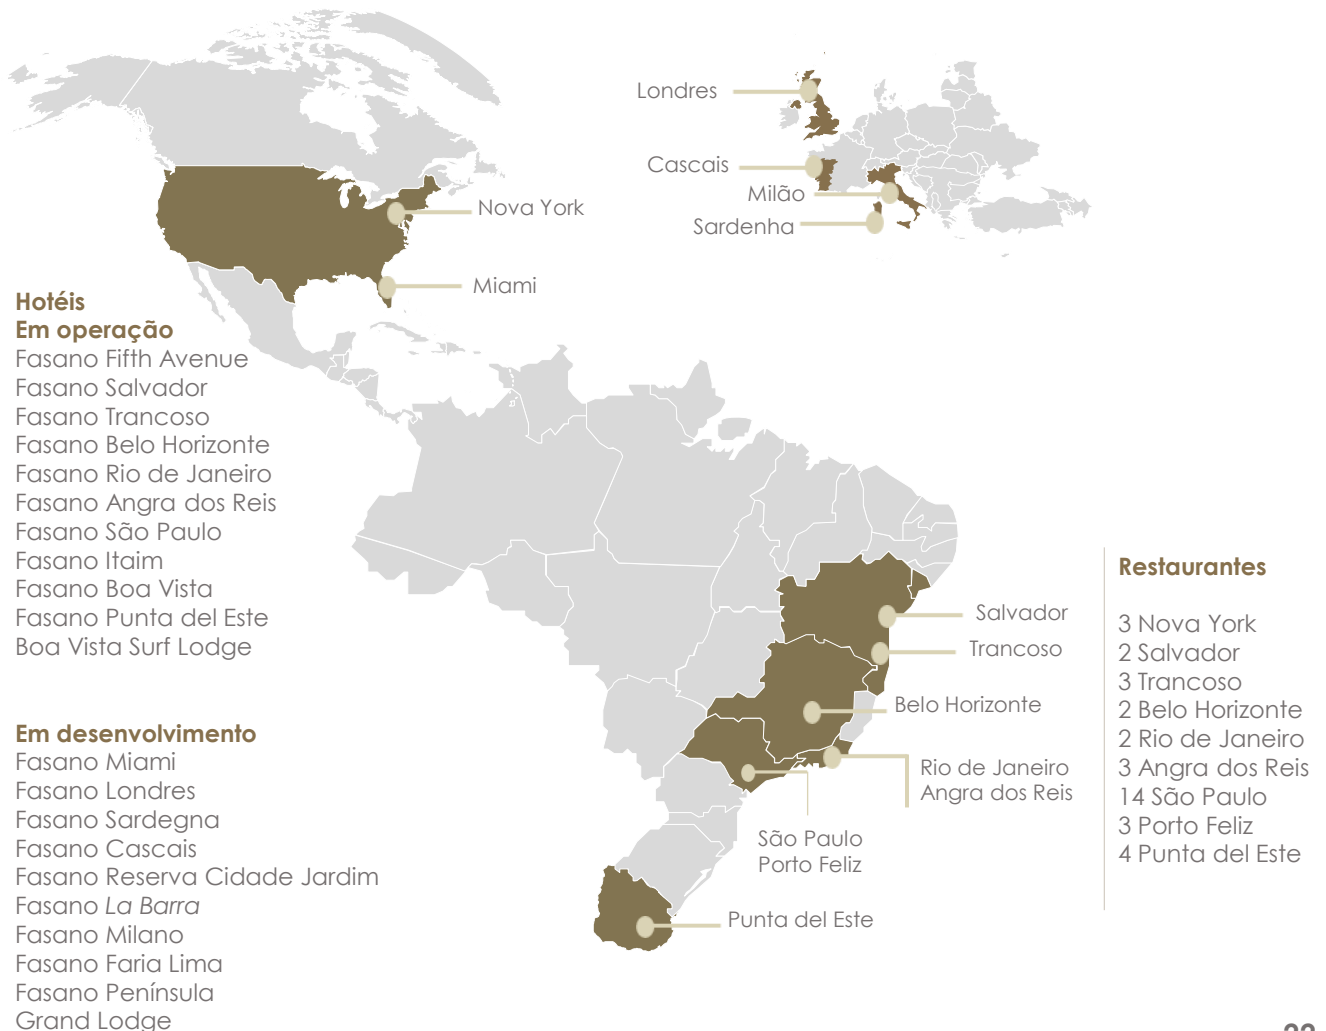 Londres
Cascais
Milão
Sardenha
Nova York
Miami
Hotéis
Em operação
Fasano Fifth Avenue
Fasano Salvador
Fasano Trancoso
Fasano Belo Horizonte
Fasano Rio de Janeiro
Fasano Angra dos Reis
Fasano São Paulo
Fasano Itaim
Fasano Boa Vista
Fasano Punta del Este
Boa Vista Surf Lodge
Em desenvolvimento
Fasano Miami
Fasano Londres
Fasano Sardegna
Fasano Cascais
Fasano Reserva Cidade Jardim
Fasano La Barra
Fasano Milano
Fasano Faria Lima
Fasano Península
Grand Lodge
Salvador
Trancoso
Belo Horizonte
Rio de Janeiro
Angra dos Reis
São Paulo
Porto Feliz
Punta del Este
Restaurantes
3 Nova York
2 Salvador
3 Trancoso
2 Belo Horizonte
2 Rio de Janeiro
3 Angra dos Reis
14 São Paulo
3 Porto Feliz
4 Punta del Este